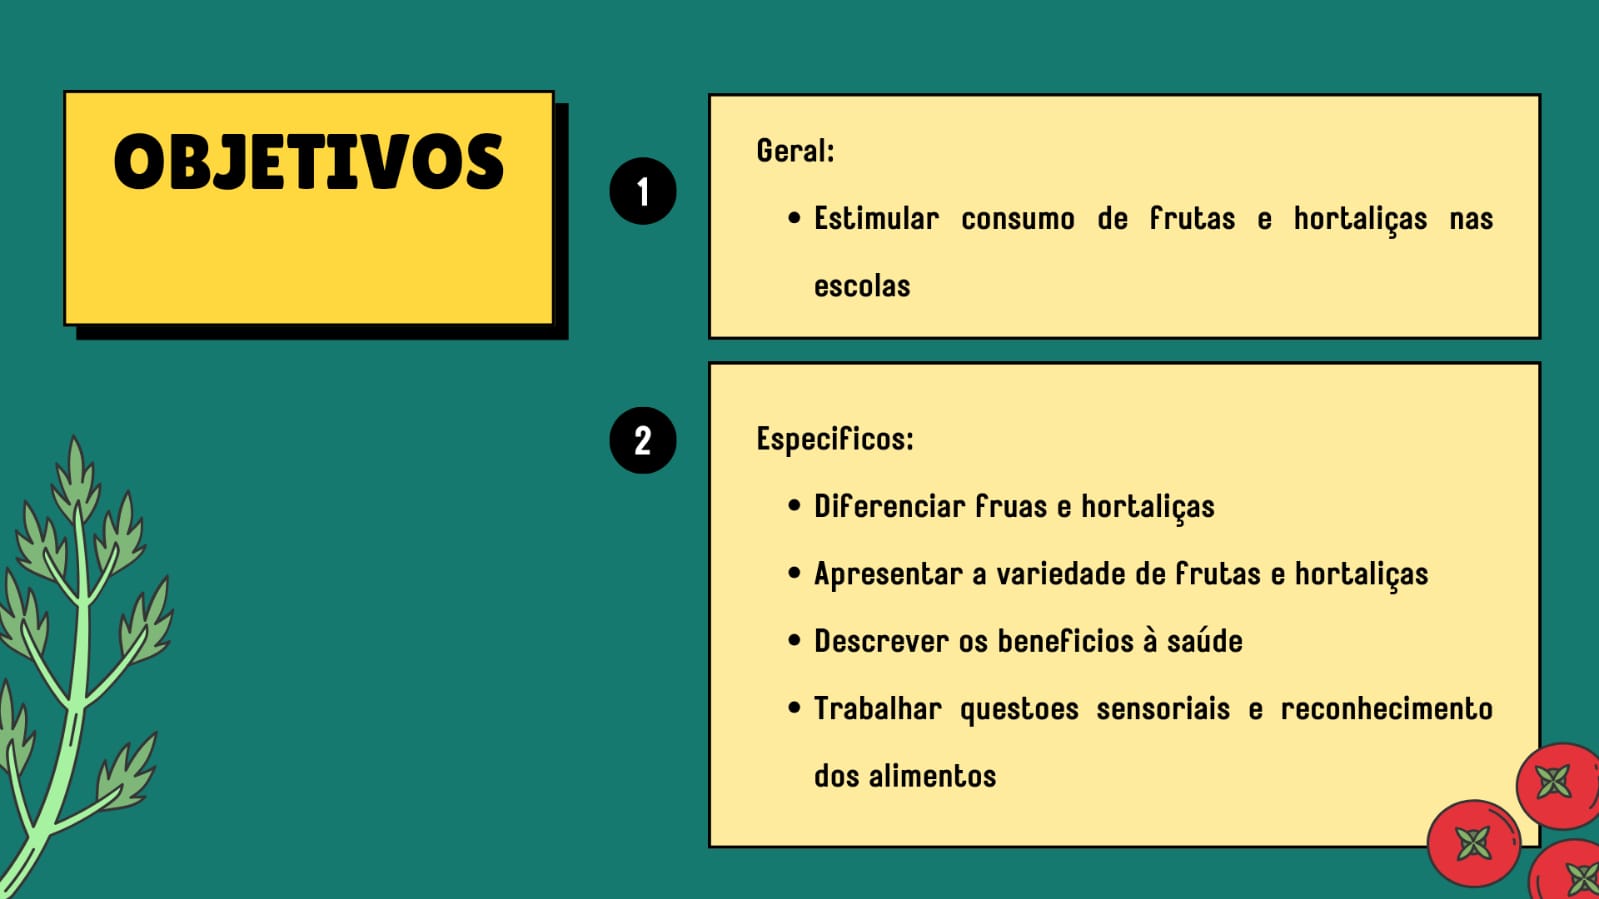 OBJETIVOS
1
Geral:
• Estimular consumo de frutas e hortaliças nas
escolas
2
Especificos:
• Diferenciar fruas e hortaliças
• Apresentar a variedade de frutas e hortaliças
• Descrever os beneficios à saúde
• Trabalhar questoes sensoriais e reconhecimento
dos alimentos